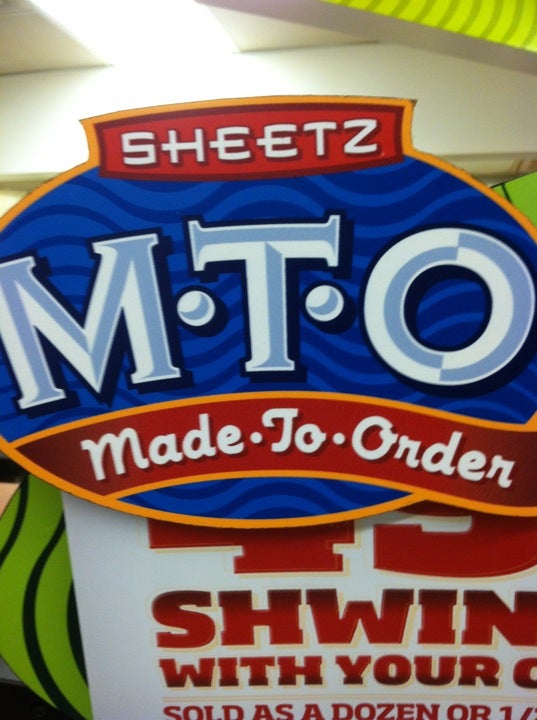 SHEETZ
M•T•O
Made•To•Order
SHWIN
WITH YOUR
SOLD AS A DOZEN OR